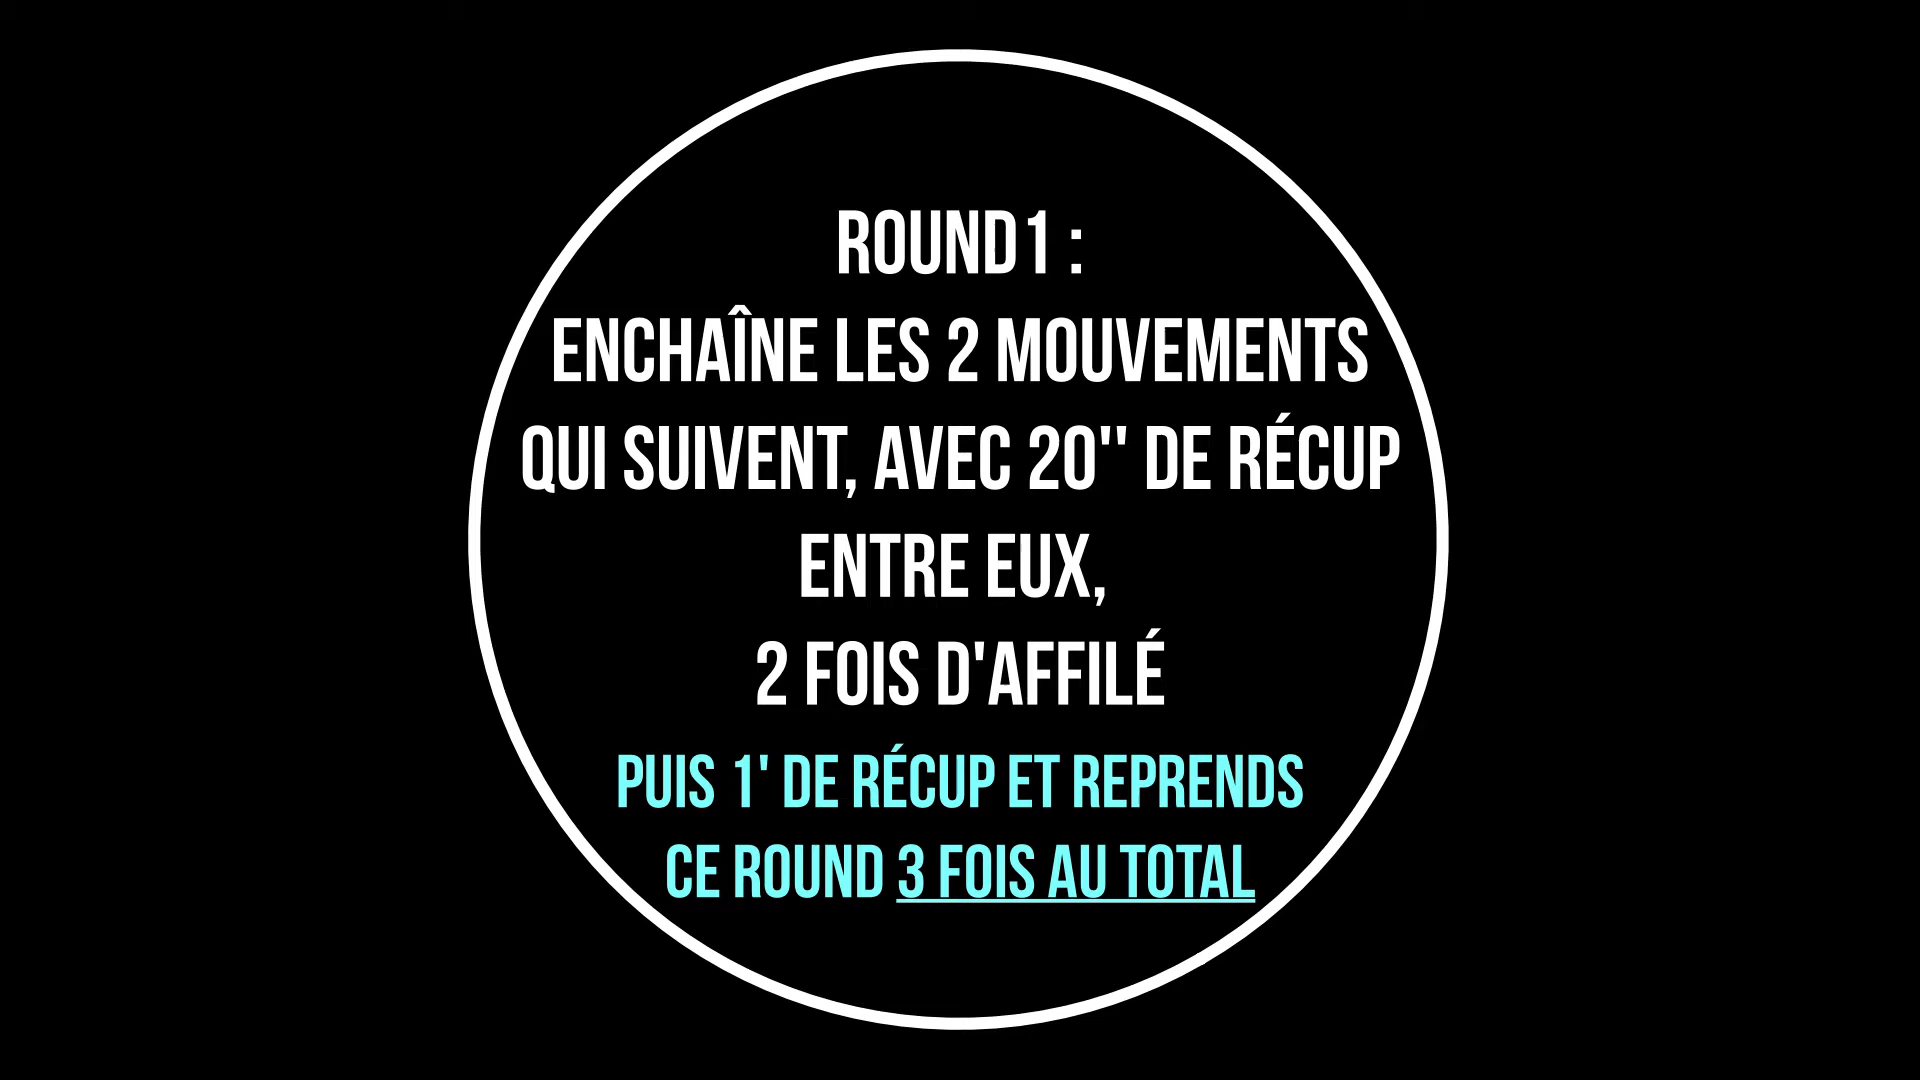 ROUND1 :
ENCHAÎNE LES 2 MOUVEMENTS
QUI SUIVENT, AVEC 20'' DE RÉCUP
ENTRE EUX,
2 FOIS D'AFFILÉ
PUIS 1' DE RÉCUP ET REPRENDS
CE ROUND 3 FOIS AU TOTAL